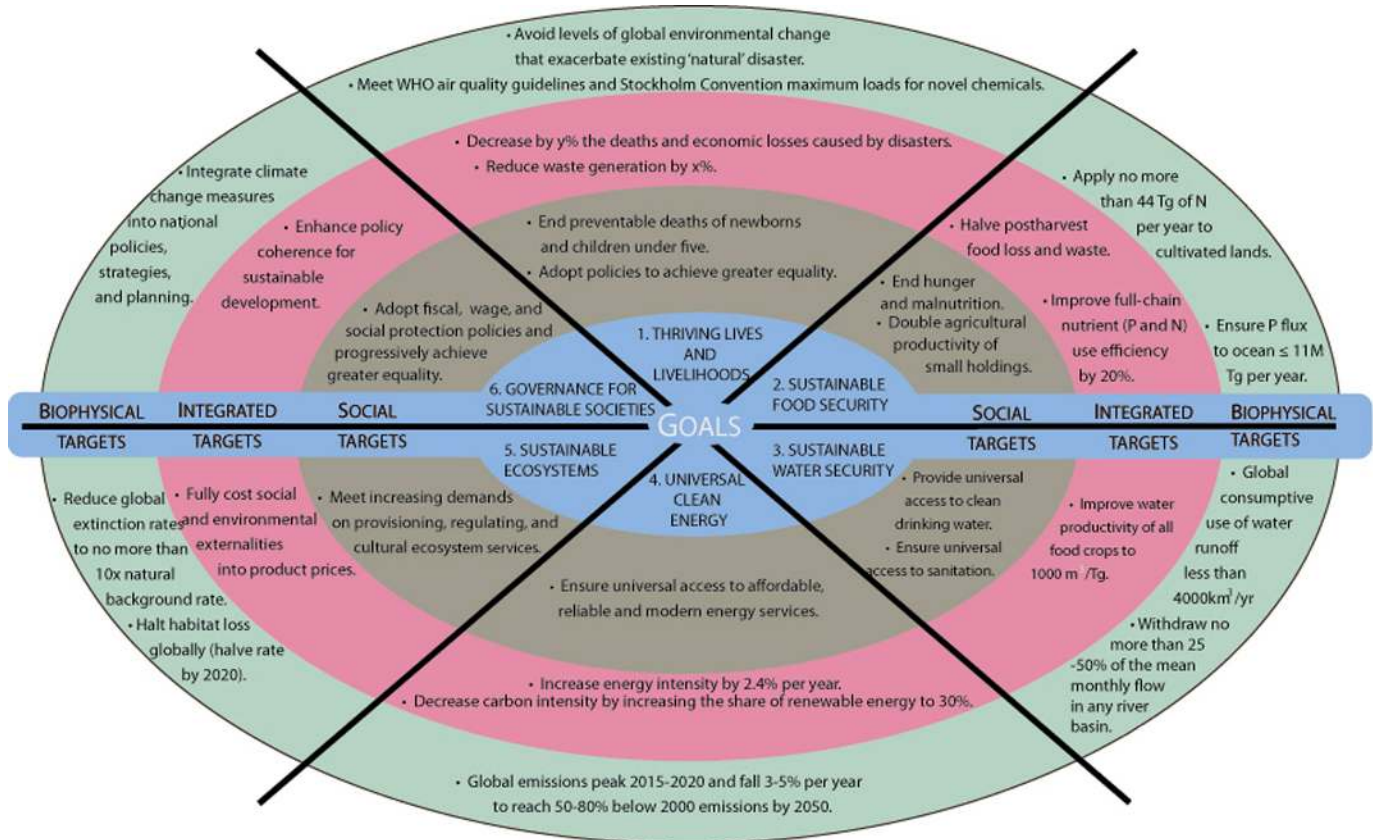 • Avoid levels of global environmental change
that exacerbate existing 'natural' disaster.
• Meet WHO air quality guidelines and Stockholm Convention maximum loads for novel chemicals.
• Decrease by y% the deaths and economic losses caused by disasters.
• Reduce waste generation by x%.
• End preventable deaths of newborns
and children under five.
• Adopt policies to achieve greater equality.
1. THRIVING LIVES
AND
LIVELIHOODS
• Integrate climate
change measures
into national
policies,
strategies,
and planning.
• Enhance policy
coherence for
sustainable
development.
• Adopt fiscal, wage, and
social protection policies and
progressively achieve
greater equality.
6. GOVERNANCE FOR
SUSTAINABLE SOCIETIES
2. SUSTAINABLE
FOOD SECURITY
• End hunger
and malnutrition.
• Double agricultural
productivity of
small holdings.
• Halve postharvest
food loss and waste.
• Improve full-chain
nutrient (P and N)
use efficiency
by 20%.
• Apply no more
than 44 Tg of N
per year to
cultivated lands.
• Ensure P flux
to ocean ≤ 11M
Tg per year.
BIOPHYSICAL
TARGETS
INTEGRATED
TARGETS
SOCIAL
TARGETS
GOALS
SOCIAL
TARGETS
INTEGRATED
TARGETS
BIOPHYSICAL
TARGETS
5. SUSTAINABLE
ECOSYSTEMS
4. UNIVERSAL
CLEAN
ENERGY
3. SUSTAINABLE
WATER SECURITY
• Reduce global
extinction rates
to no more than
10x natural
background rate.
• Halt habitat loss
globally (halve rate
by 2020).
• Fully cost social
and environmental
externalities
into product prices.
• Meet increasing demands
on provisioning, regulating, and
cultural ecosystem services.
• Ensure universal access to affordable,
reliable and modern energy services.
• Increase energy intensity by 2.4% per year.
• Decrease carbon intensity by increasing the share of renewable energy to 30%.
• Global emissions peak 2015-2020 and fall 3-5% per year
to reach 50-80% below 2000 emissions by 2050.
• Provide universal
access to clean
drinking water.
• Ensure universal
access to sanitation.
• Improve water
productivity of all
food crops to
1000 m³/Tg.
• Global
consumptive
use of water
runoff
less than
4000km³/yr
• Withdraw no
more than 25
-50% of the mean
monthly flow
in any river
basin.